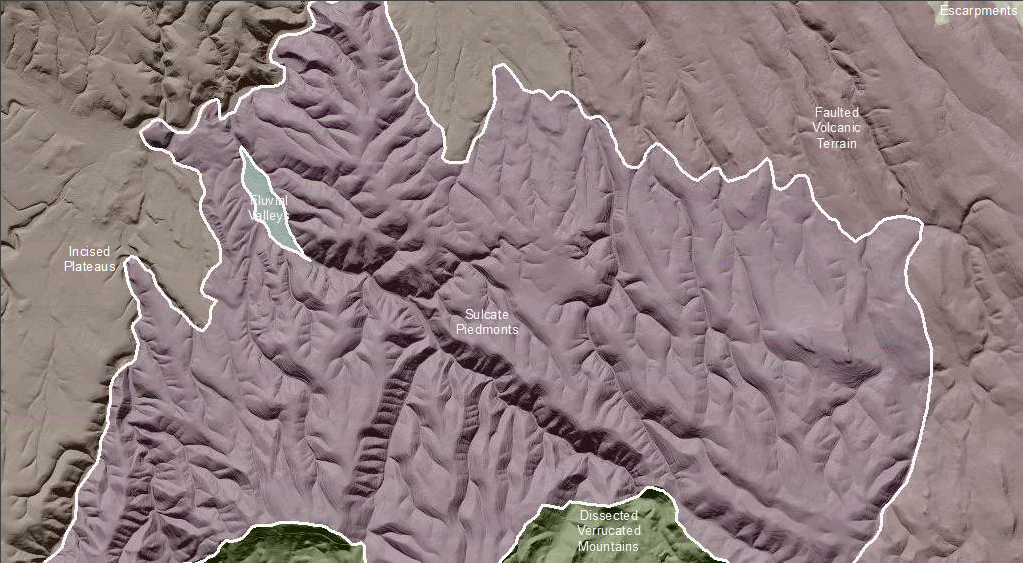 Escarpments
Faulted
Volcanic
Terrain
Fluvial
Valleys
Incised
Plateaus
Sulcate
Piedmonts
Dissected
Verrucated
Mountains